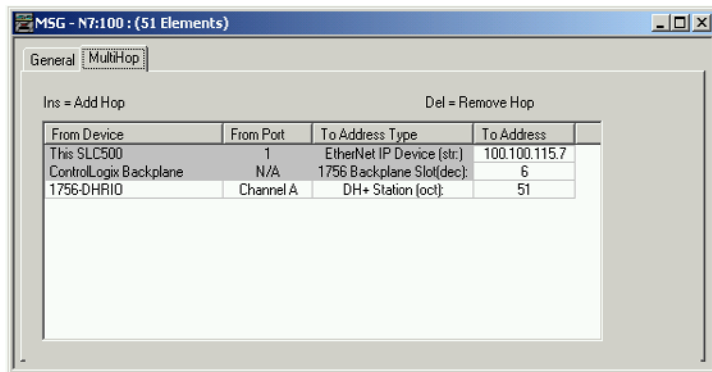 MSG - N7:100 : (51 Elements)
General MultiHop
Ins = Add Hop Del = Remove Hop
From Device From Port To Address Type To Address
This SLC500 1 EtherNet IP Device (str:) 100.100.115.7
ControlLogix Backplane N/A 1756 Backplane Slot(dec): 6
1756-DHRIO Channel A DH+ Station (oct): 51